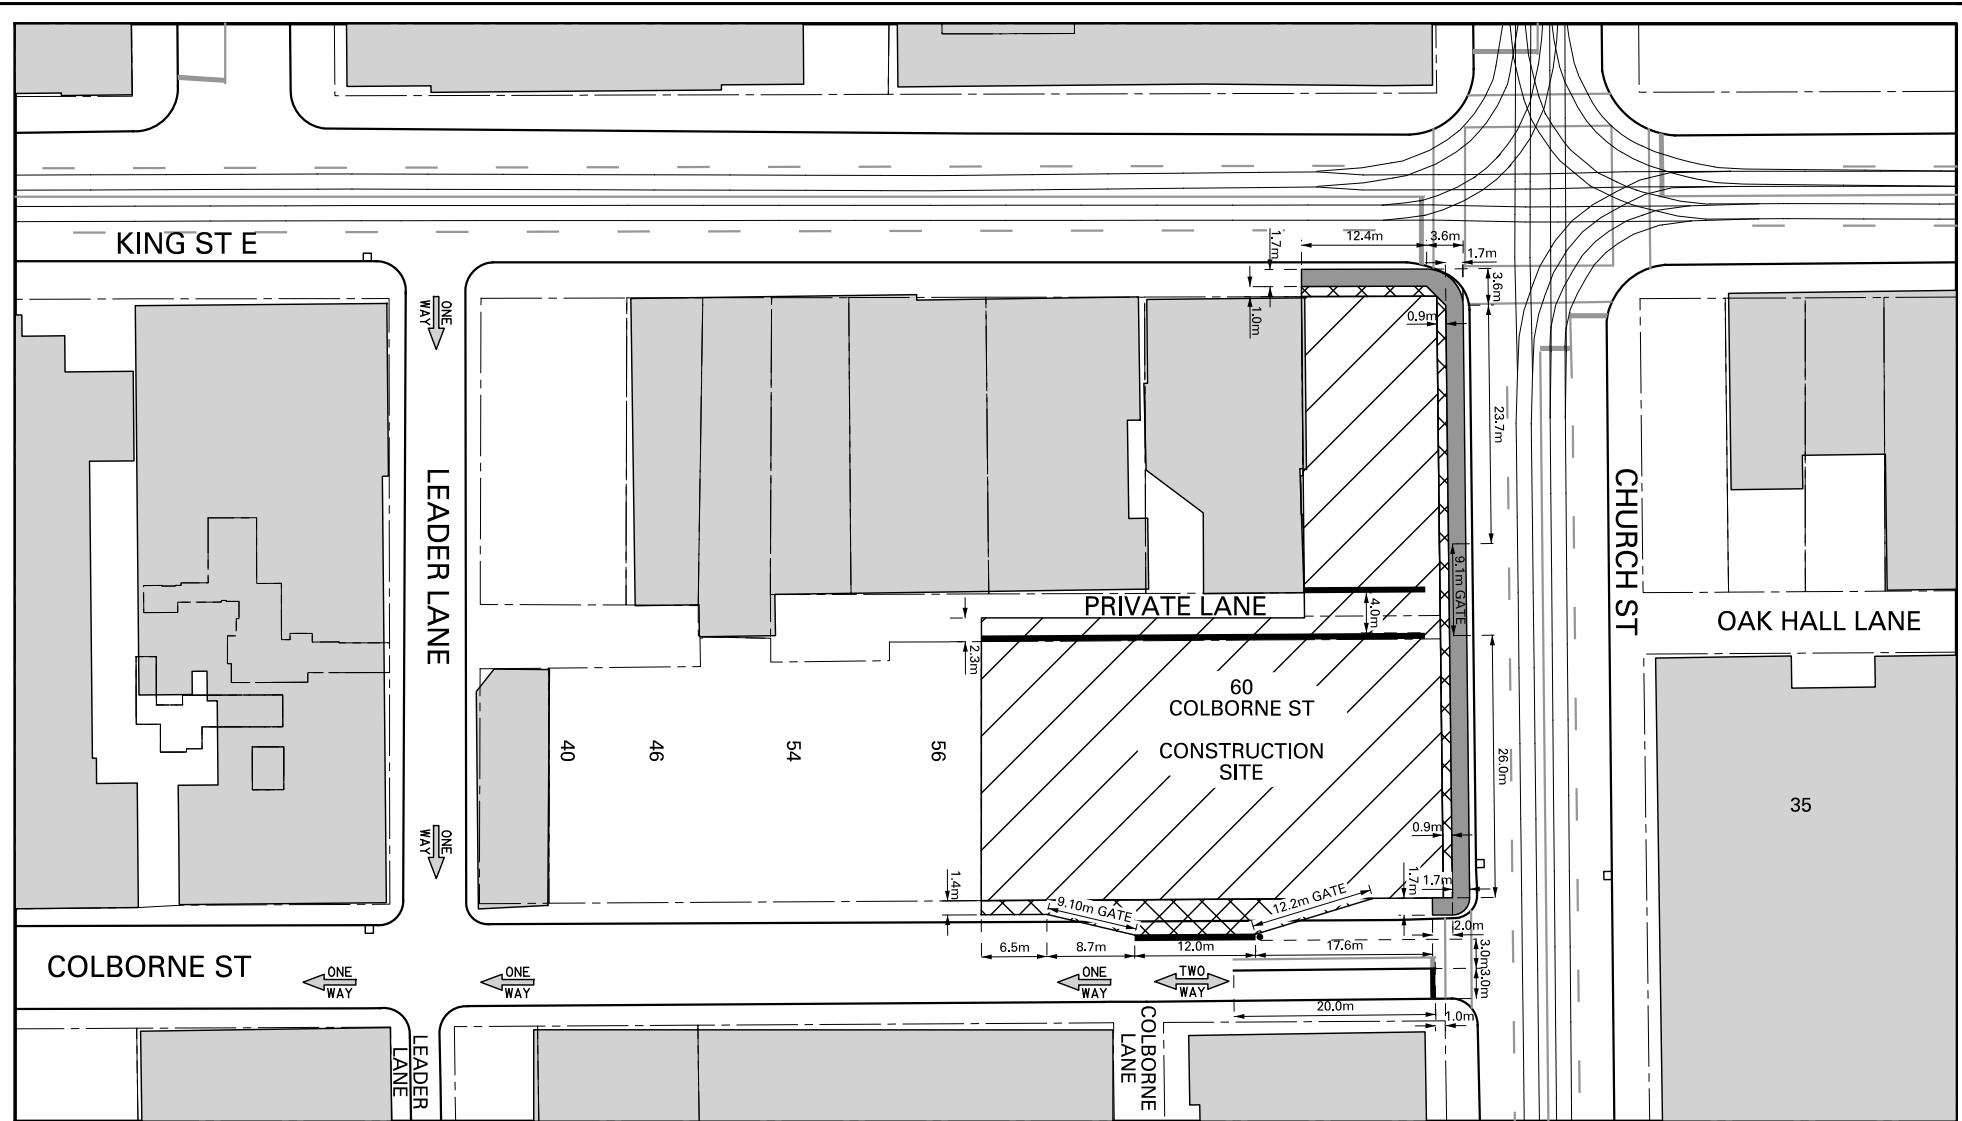 KING ST E
1.7m
12.4m
3.6m
1.7m
3.6m
1.0m
0.9m
ONE
WAY
23.7m
LEADER LANE
CHURCH ST
9.1m GATE
PRIVATE LANE
4.0m
OAK HALL LANE
2.3m
60
COLBORNE ST
CONSTRUCTION
SITE
40
46
54
56
26.0m
35
ONE
WAY
0.9m
1.4m
1.7m
1.7m
9.10m GATE
12.2m GATE
2.0m
6.5m
8.7m
12.0m
17.6m
3.0m
3.0m
COLBORNE ST
ONE
WAY
ONE
WAY
ONE
WAY
TWO
WAY
20.0m
1.0m
LEADER
LANE
COLBORNE
LANE